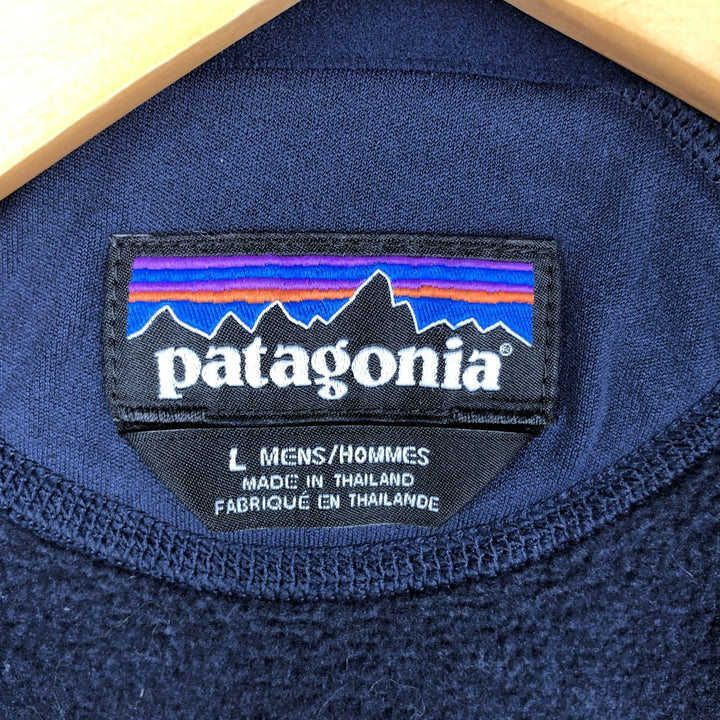 patagonia®
L MENS/HOMMES
MADE IN THAILAND
FABRIQUÉ EN THAILANDE